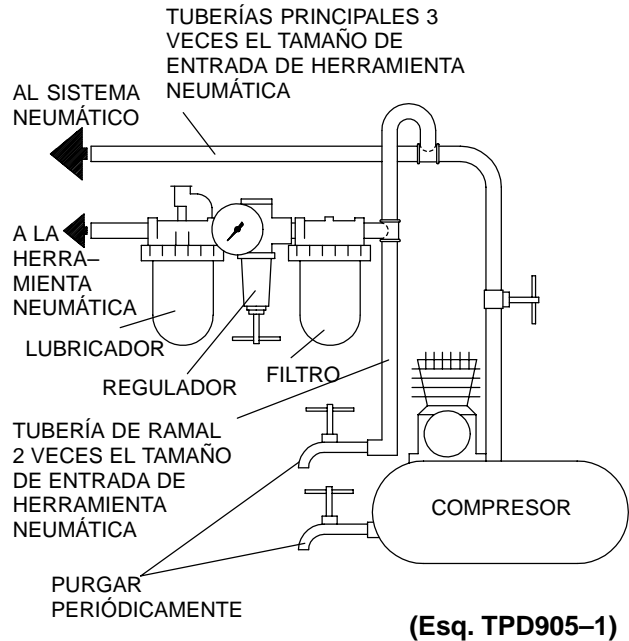 TUBERÍAS PRINCIPALES 3
VECES EL TAMAÑO DE
ENTRADA DE HERRAMIENTA
NEUMÁTICA
AL SISTEMA
NEUMÁTICO
A LA
HERRA–
MIENTA
NEUMÁTICA
LUBRICADOR
REGULADOR
FILTRO
TUBERÍA DE RAMAL
2 VECES EL TAMAÑO
DE ENTRADA DE
HERRAMIENTA
NEUMÁTICA
COMPRESOR
PURGAR
PERIÓDICAMENTE
(Esq. TPD905–1)